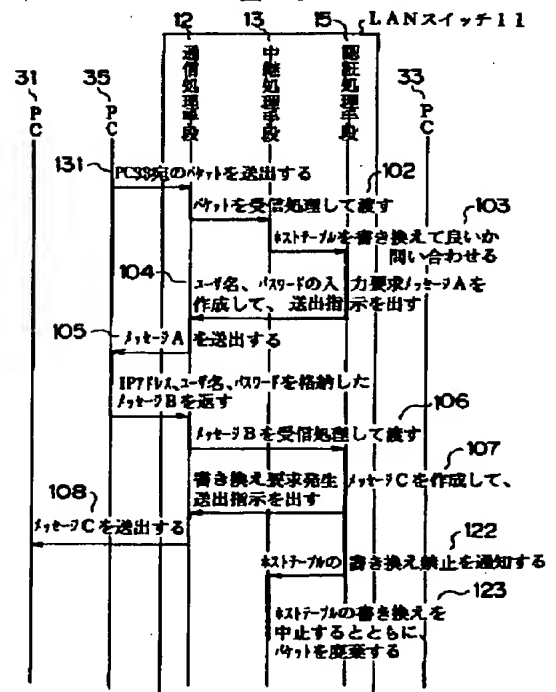 LANスイッチ11
12
13
15
通信処理手段
中継処理手段
認証処理手段
31
PC
35
PC
33
PC
131
PC33宛のパケットを送出する
102
パケットを受信処理して渡す
103
ホストテーブルを書き換えて良いか
問い合わせる
104
ユーザ名、パスワードの入力要求メッセージAを
作成して、送出指示を出す
105
メッセージAを送出する
IPアドレス、ユーザ名、パスワードを格納した
メッセージBを返す
106
メッセージBを受信処理して渡す
107
書き換え要求発生メッセージCを作成して、
送出指示を出す
108
メッセージCを送出する
122
ホストテーブルの書き換え禁止を通知する
123
ホストテーブルの書き換えを
中止するとともに、
パケットを廃棄する